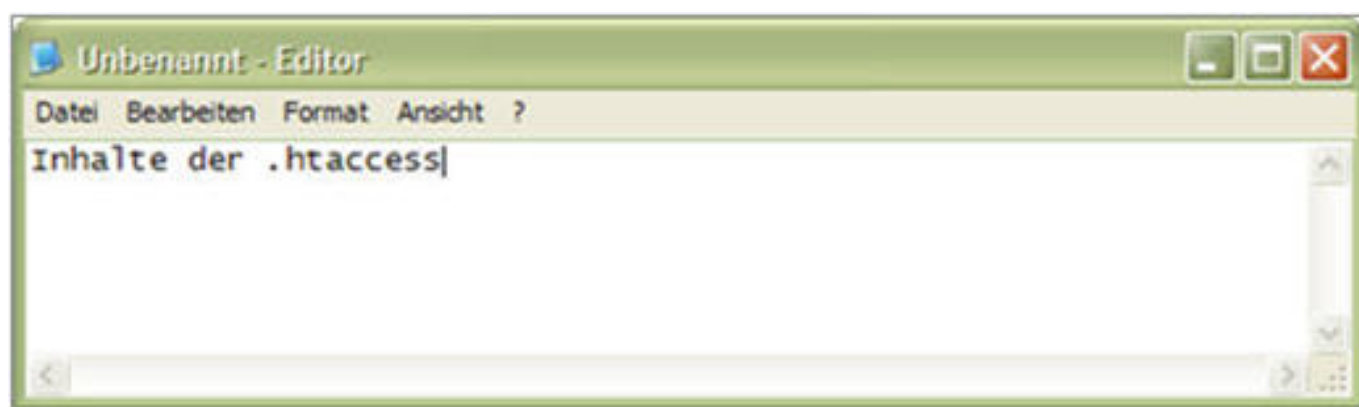 Unbenannt - Editor
Datei Bearbeiten Format Ansicht ?
Inhalte der .htaccess